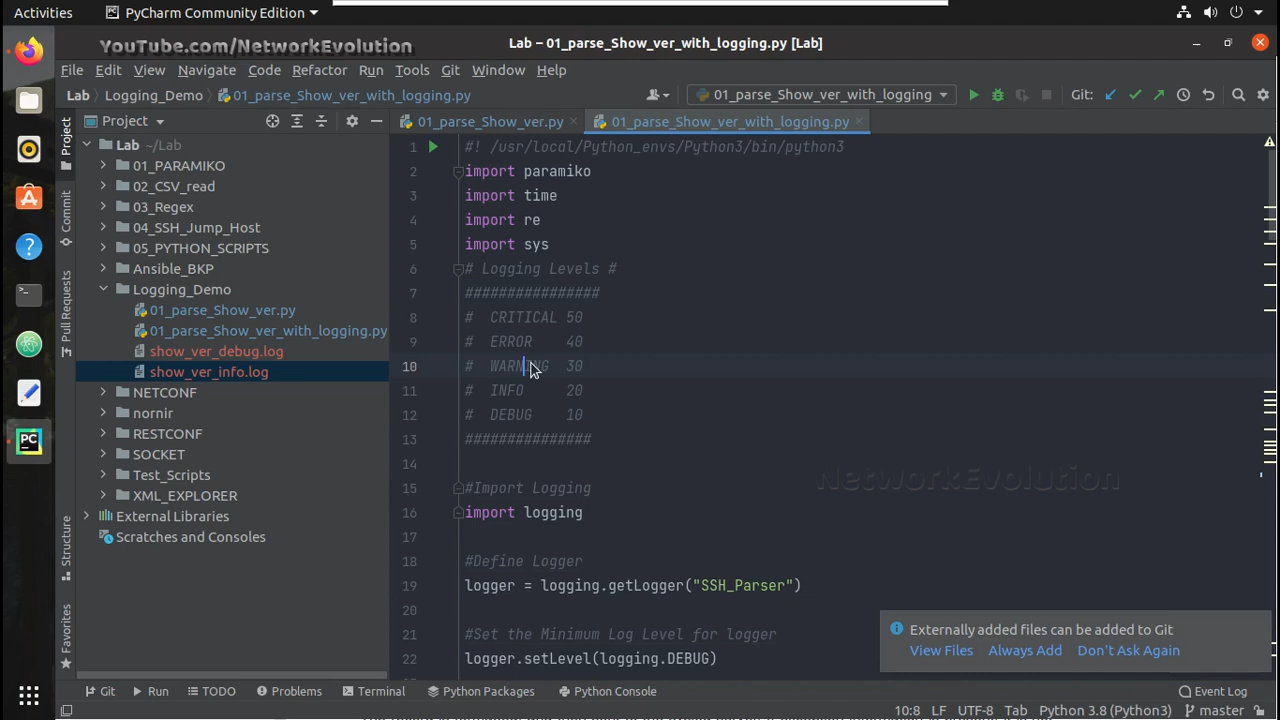 Activities
PyCharm Community Edition
YouTube.com/NetworkEvolution
Lab – 01_parse_Show_ver_with_logging.py [Lab]
File Edit View Navigate Code Refactor Run Tools Git Window Help
Lab Logging_Demo 01_parse_Show_ver_with_logging.py
01_parse_Show_ver_with_logging
Git:
Project
Project
01_parse_Show_ver.py
01_parse_Show_ver_with_logging.py
Lab ~/Lab
01_PARAMIKO
02_CSV_read
03_Regex
04_SSH_Jump_Host
05_PYTHON_SCRIPTS
Ansible_BKP
Logging_Demo
01_parse_Show_ver.py
01_parse_Show_ver_with_logging.py
show_ver_debug.log
show_ver_info.log
NETCONF
nornir
RESTCONF
SOCKET
Test_Scripts
XML_EXPLORER
External Libraries
Scratches and Consoles
Commit
Pull Requests
Structure
Favorites
1 #! /usr/local/Python_envs/Python3/bin/python3
2 import paramiko
3 import time
4 import re
5 import sys
6 # Logging Levels #
7 ################
8 # CRITICAL 50
9 # ERROR 40
10 # WARNING 30
11 # INFO 20
12 # DEBUG 10
13 ###############
14
15 #Import Logging
16 import logging
17
18 #Define Logger
19 logger = logging.getLogger("SSH_Parser")
20
21 #Set the Minimum Log Level for logger
22 logger.setLevel(logging.DEBUG)
NetworkEvolution
Externally added files can be added to Git
View Files Always Add Don't Ask Again
Git Run TODO Problems Terminal Python Packages Python Console Event Log
10:8 LF UTF-8 Tab Python 3.8 (Python3) master